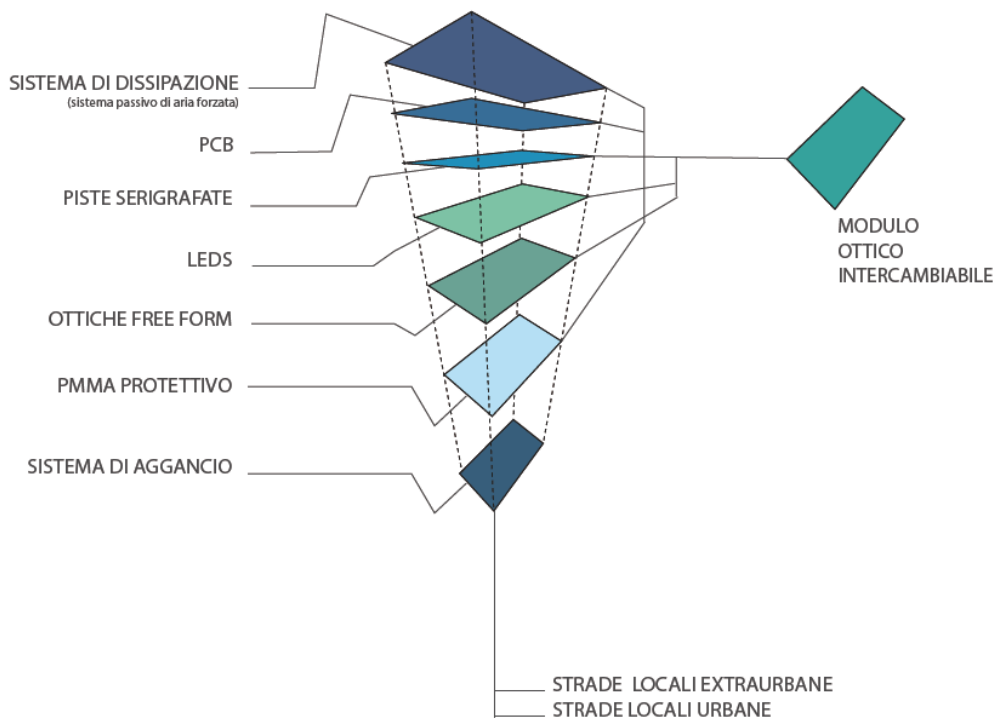 SISTEMA DI DISSIPAZIONE
(sistema passivo di aria forzata)
PCB
PISTE SERIGRAFATE
LEDS
OTTICHE FREE FORM
PMMA PROTETTIVO
SISTEMA DI AGGANCIO
MODULO
OTTICO
INTERCAMBIABILE
STRADE LOCALI EXTRAURBANE
STRADE LOCALI URBANE